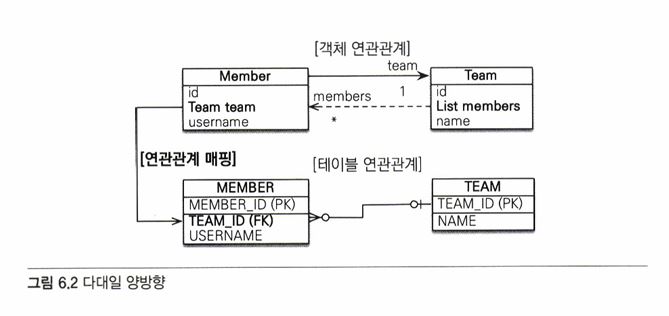 [객체 연관관계]
team
Member
Team
id
Team team
username
members
1
*
id
List members
name
[연관관계 매핑]
[테이블 연관관계]
MEMBER
MEMBER_ID (PK)
TEAM_ID (FK)
USERNAME
TEAM
TEAM_ID (PK)
NAME
그림 6.2 다대일 양방향